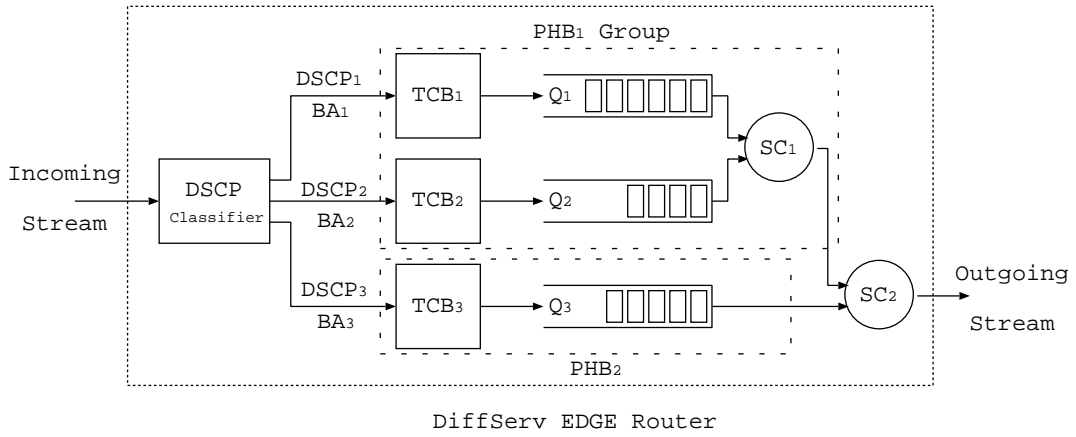 PHB1 Group
DSCP1
BA1
TCB1
Q1
SC1
Incoming
Stream
DSCP
Classifier
DSCP2
BA2
TCB2
Q2
DSCP3
BA3
TCB3
Q3
SC2
Outgoing
Stream
PHB2
DiffServ EDGE Router